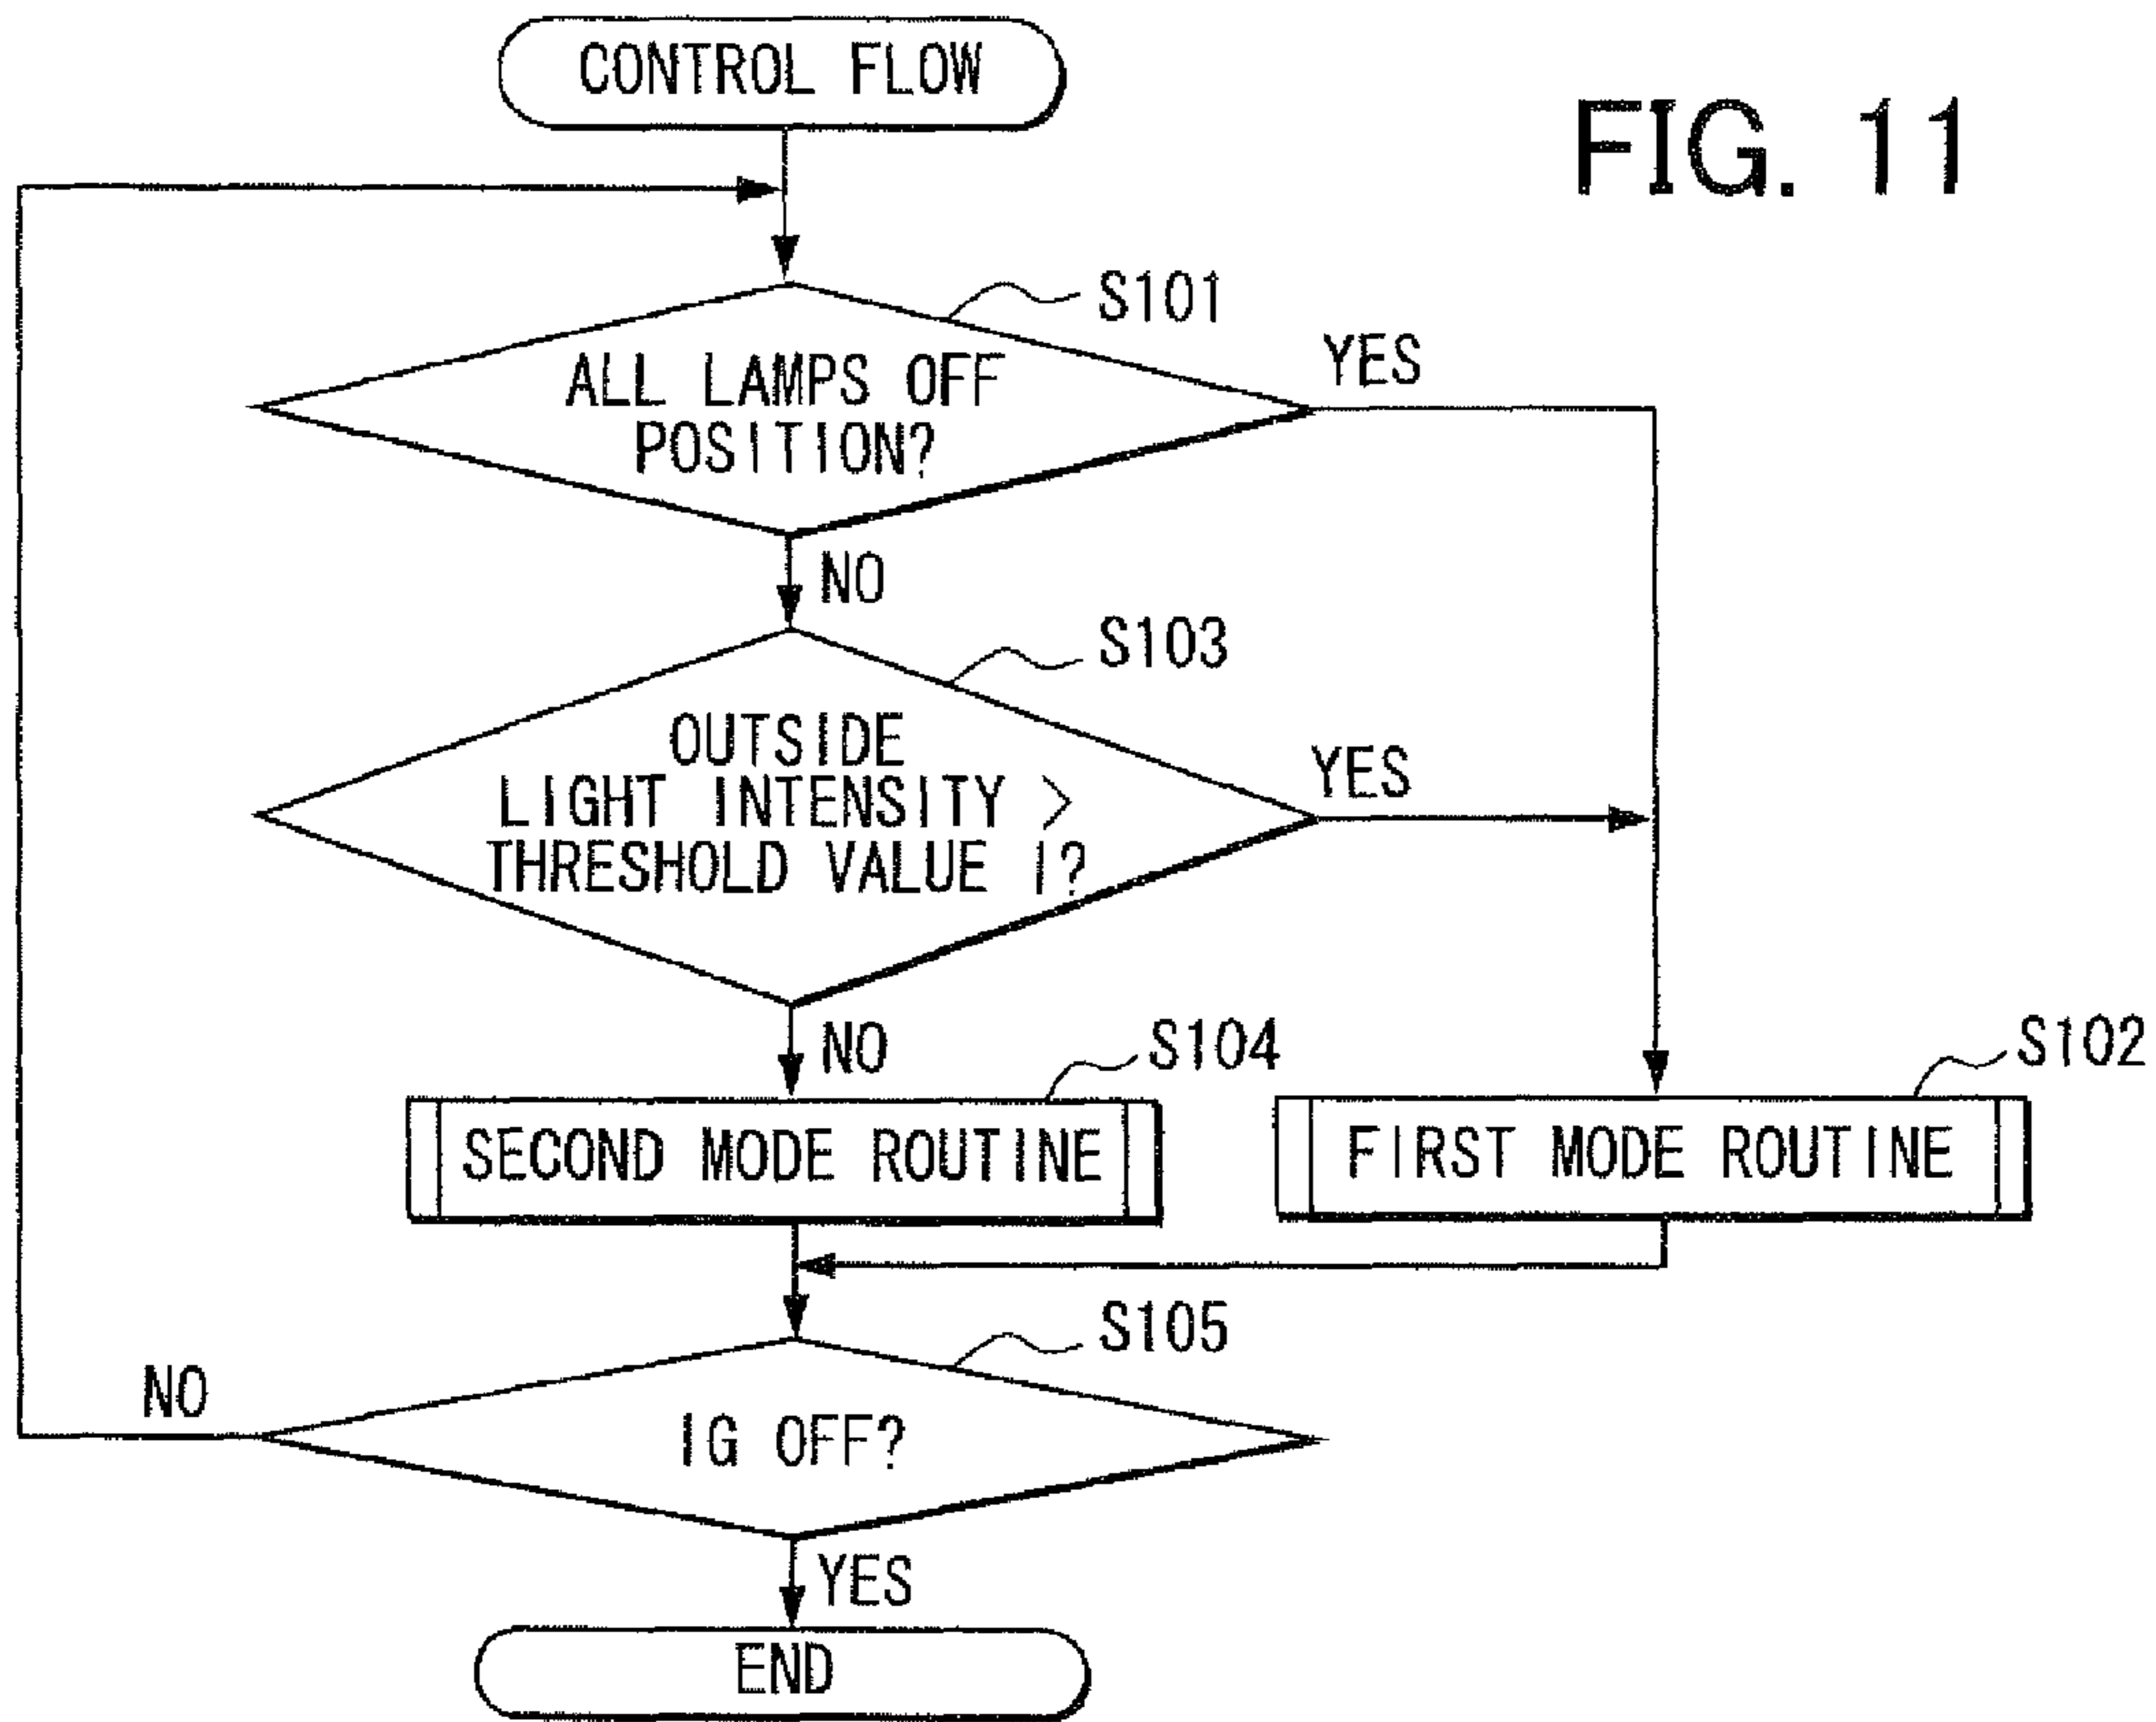 CONTROL FLOW
FIG. 11
S101
ALL LAMPS OFF
POSITION?
YES
NO
S103
OUTSIDE
LIGHT INTENSITY >
THRESHOLD VALUE I?
YES
NO
S104
S102
SECOND MODE ROUTINE
FIRST MODE ROUTINE
S105
NO
IG OFF?
YES
END